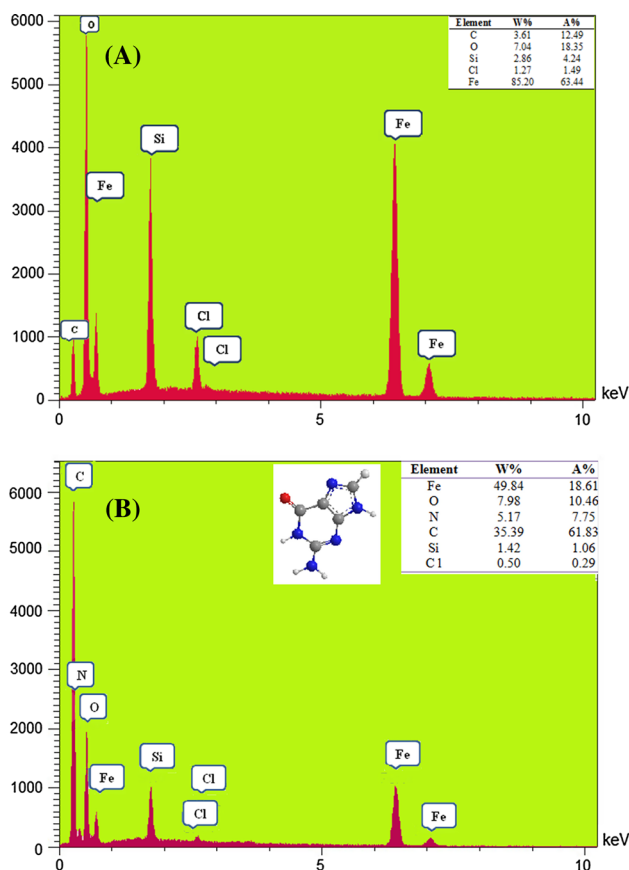 6000
5000
4000
3000
2000
1000
0
(A)
O
Fe
C
Si
Cl
Cl
Fe
Fe
Element W% A%
C 3.61 12.49
O 7.04 18.35
Si 2.86 4.24
Cl 1.27 1.49
Fe 85.20 63.44
0 5 10
keV
6000
5000
4000
3000
2000
1000
0
C
(B)
N
O
Fe
Si
Cl
Cl
Fe
Fe
Element W% A%
Fe 49.84 18.61
O 7.98 10.46
N 5.17 7.75
C 35.39 61.83
Si 1.42 1.06
C1 0.50 0.29
0 5 10
keV